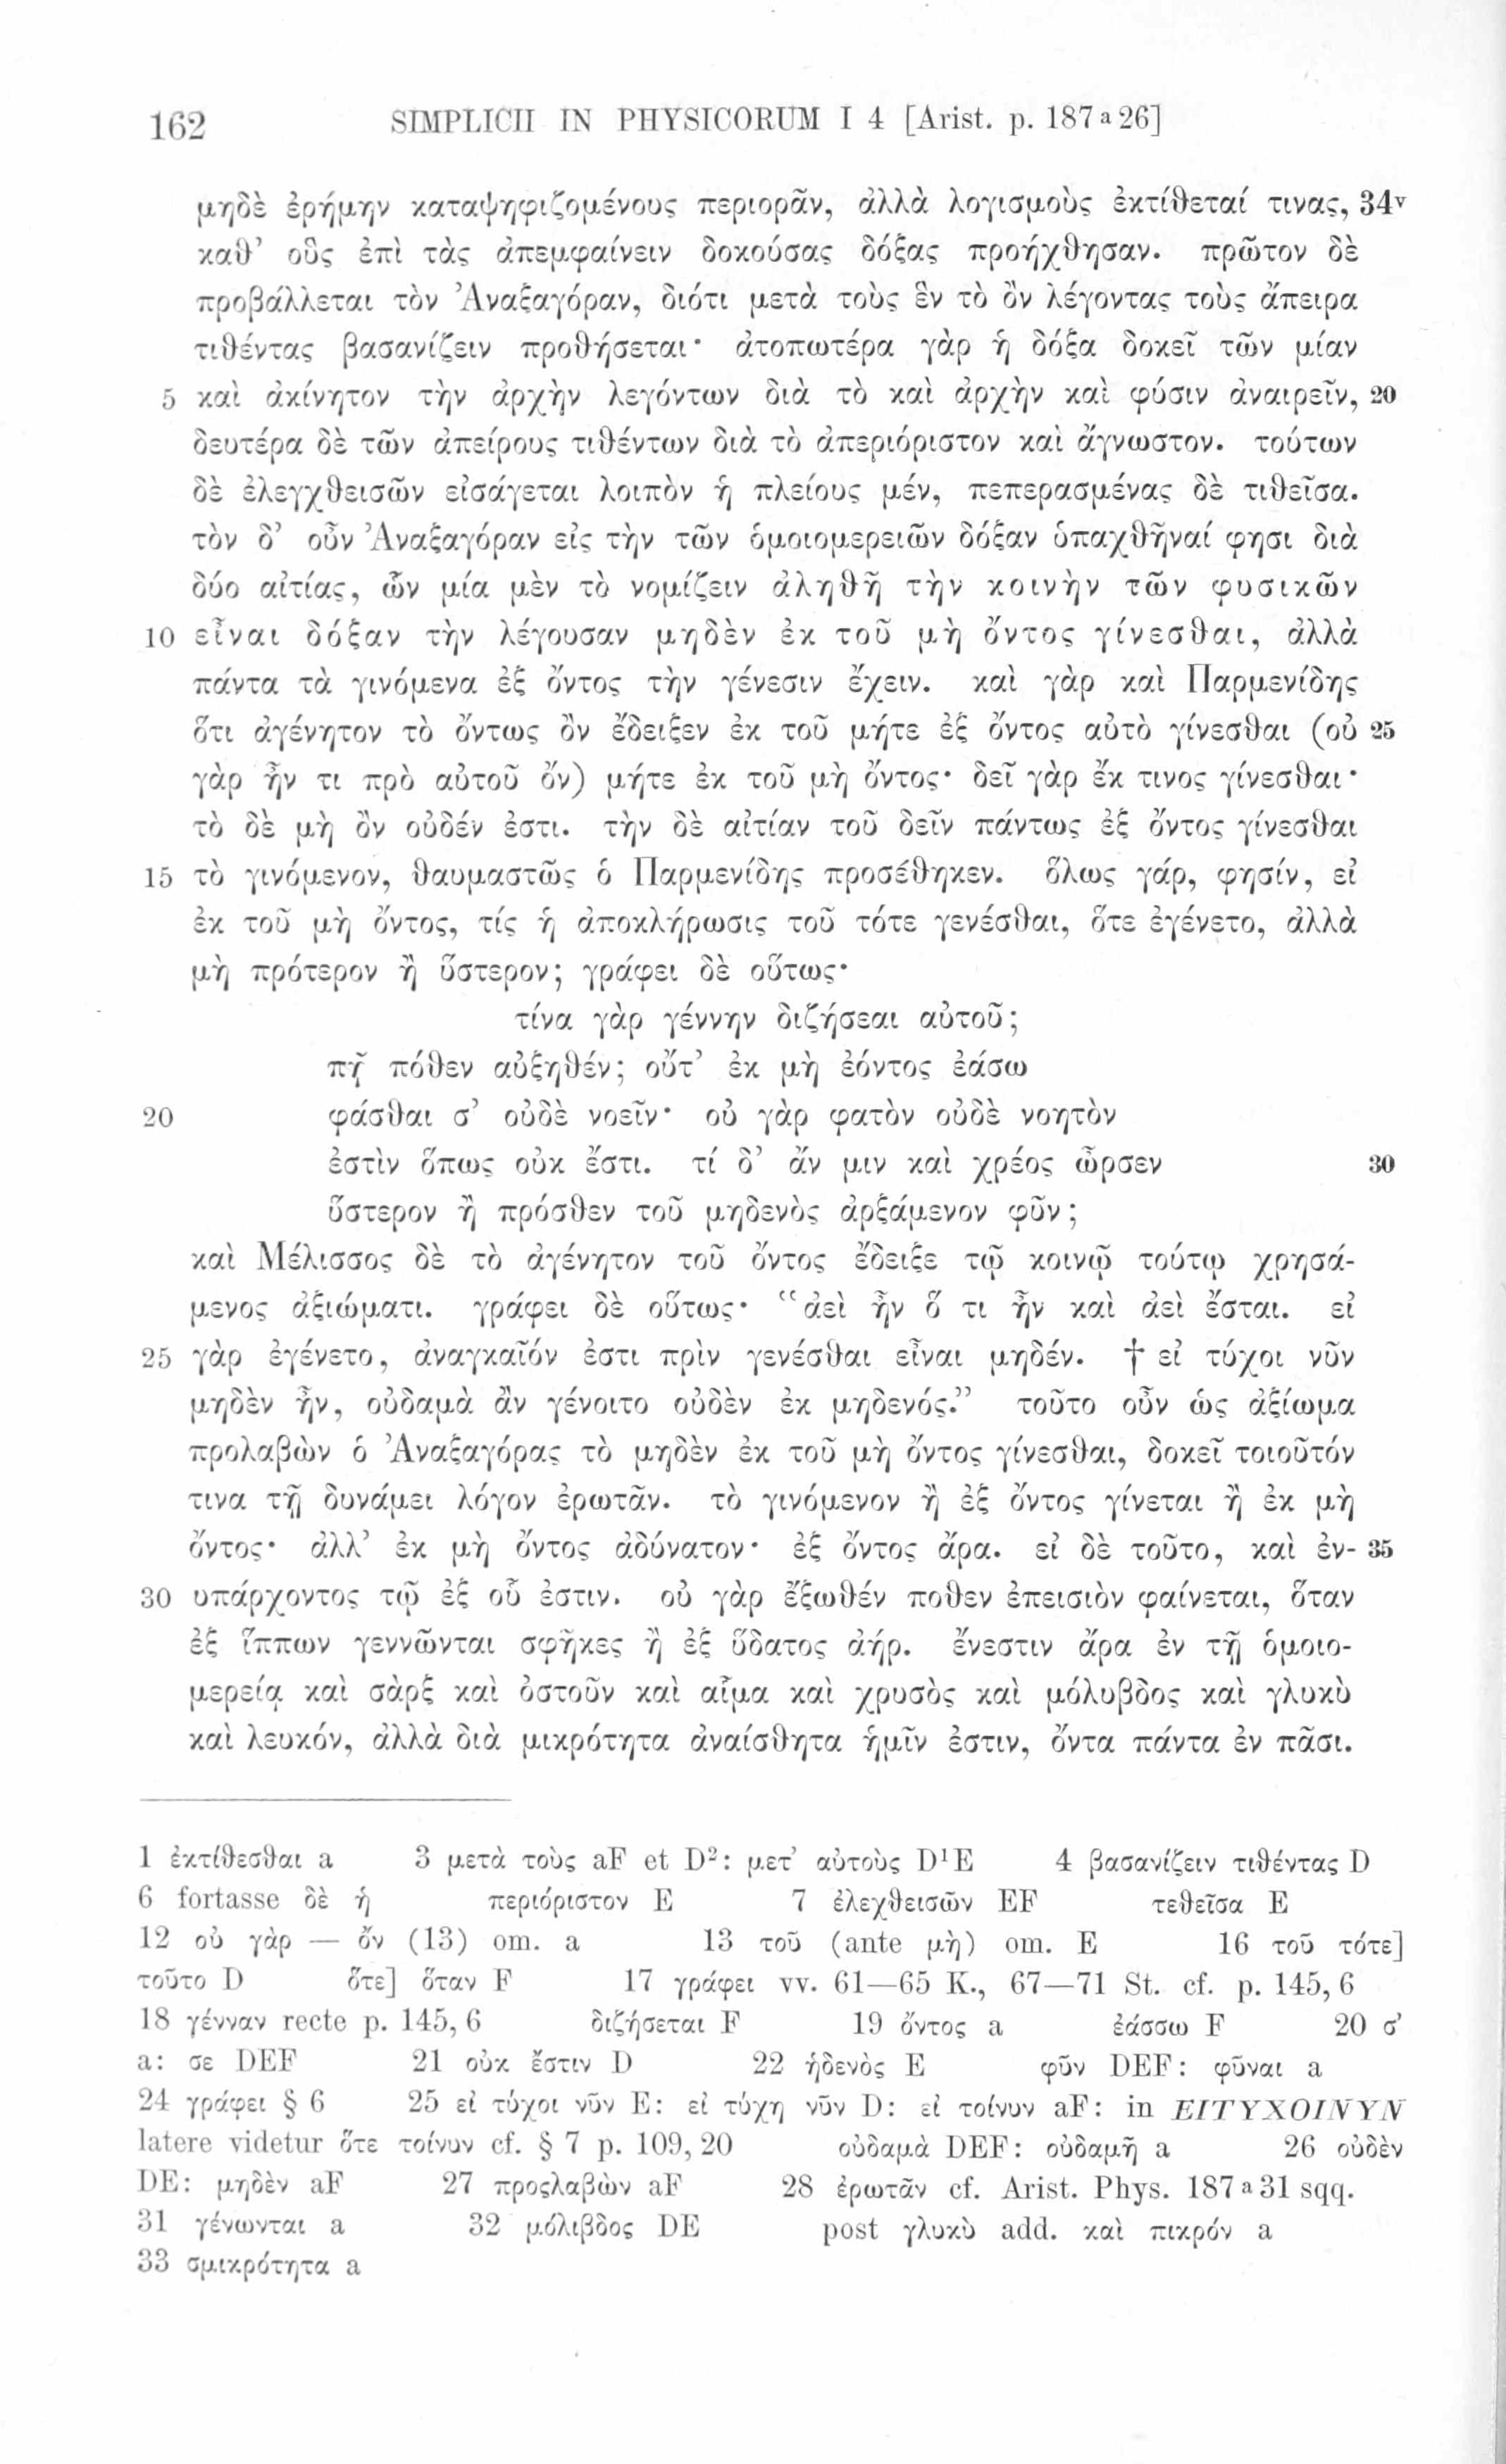 162 SIMPLICII IN PHYSICORUM I 4 [Arist. p. 187 a 26]
μηδὲ ἐρήμην καταψηφιζομένους περιορᾶν, ἀλλὰ λογισμοὺς ἐκτίθεταί τινας, 34v
καθ’ οὓς ἐπὶ τὰς ἀπεμφαίνειν δοκούσας δόξας προήχθησαν. πρῶτον δὲ
προβάλλεται τὸν Ἀναξαγόραν, διότι μετὰ τοὺς ἓν τὸ ὂν λέγοντας τοὺς ἄπειρα
τιθέντας βασανίζειν προθήσεται· ἀτοπωτέρα γὰρ ἡ δόξα δοκεῖ τῶν μίαν
5 καὶ ἀκίνητον τὴν ἀρχὴν λεγόντων διὰ τὸ καὶ ἀρχὴν καὶ φύσιν ἀναιρεῖν, 20
δευτέρα δὲ τῶν ἀπείρους τιθέντων διὰ τὸ ἀπεριόριστον καὶ ἄγνωστον. τούτων
δὲ ἐλεγχθεισῶν εἰσάγεται λοιπὸν ἡ πλείους μέν, πεπερασμένας δὲ τιθεῖσα.
τὸν δ’ οὖν Ἀναξαγόραν εἰς τὴν τῶν ὁμοιομερειῶν δόξαν ὑπαχθῆναί φησι διὰ
δύο αἰτίας, ὧν μία μὲν τὸ νομίζειν ἀληθῆ τὴν κοινὴν τῶν φυσικῶν
10 εἶναι δόξαν τὴν λέγουσαν μηδὲν ἐκ τοῦ μὴ ὄντος γίνεσθαι, ἀλλὰ
πάντα τὰ γινόμενα ἐξ ὄντος τὴν γένεσιν ἔχειν. καὶ γὰρ καὶ Παρμενίδης
ὅτι ἀγένητον τὸ ὄντως ὂν ἔδειξεν ἐκ τοῦ μήτε ἐξ ὄντος αὐτὸ γίνεσθαι (οὐ 25
γὰρ ἦν τι πρὸ αὐτοῦ ὄν) μήτε ἐκ τοῦ μὴ ὄντος· δεῖ γὰρ ἔκ τινος γίνεσθαι·
τὸ δὲ μὴ ὂν οὐδέν ἐστι. τὴν δὲ αἰτίαν τοῦ δεῖν πάντως ἐξ ὄντος γίνεσθαι
15 τὸ γινόμενον, θαυμαστῶς ὁ Παρμενίδης προσέθηκεν. ὅλως γάρ, φησίν, εἰ
ἐκ τοῦ μὴ ὄντος, τίς ἡ ἀποκλήρωσις τοῦ τότε γενέσθαι, ὅτε ἐγένετο, ἀλλὰ
μὴ πρότερον ἢ ὕστερον; γράφει δὲ οὕτως·
τίνα γὰρ γέννην διζήσεαι αὐτοῦ;
πῇ πόθεν αὐξηθέν; οὔτ’ ἐκ μὴ ἐόντος ἐάσω
20 φάσθαι σ’ οὐδὲ νοεῖν· οὐ γὰρ φατὸν οὐδὲ νοητὸν
ἐστὶν ὅπως οὐκ ἔστι. τί δ’ ἄν μιν καὶ χρέος ὦρσεν 30
ὕστερον ἢ πρόσθεν τοῦ μηδενὸς ἀρξάμενον φῦν;
καὶ Μέλισσος δὲ τὸ ἀγένητον τοῦ ὄντος ἔδειξε τῷ κοινῷ τούτῳ χρησά-
μενος ἀξιώματι. γράφει δὲ οὕτως· “ἀεὶ ἦν ὅ τι ἦν καὶ ἀεὶ ἔσται. εἰ
25 γὰρ ἐγένετο, ἀναγκαῖόν ἐστι πρὶν γενέσθαι εἶναι μηδέν. † εἰ τύχοι νῦν
μηδὲν ἦν, οὐδαμὰ ἂν γένοιτο οὐδὲν ἐκ μηδενός.” τοῦτο οὖν ὡς ἀξίωμα
προλαβὼν ὁ Ἀναξαγόρας τὸ μηδὲν ἐκ τοῦ μὴ ὄντος γίνεσθαι, δοκεῖ τοιοῦτόν
τινα τῇ δυνάμει λόγον ἐρωτᾶν. τὸ γινόμενον ἢ ἐξ ὄντος γίνεται ἢ ἐκ μὴ
ὄντος· ἀλλ’ ἐκ μὴ ὄντος ἀδύνατον· ἐξ ὄντος ἄρα. εἰ δὲ τοῦτο, καὶ ἐν- 35
30 υπάρχοντος τῷ ἐξ οὗ ἐστιν. οὐ γὰρ ἔξωθέν ποθεν ἐπεισιὸν φαίνεται, ὅταν
ἐξ ἵππων γεννῶνται σφῆκες ἢ ἐξ ὕδατος ἀήρ. ἔνεστιν ἄρα ἐν τῇ ὁμοιο-
μερείᾳ καὶ σὰρξ καὶ ὀστοῦν καὶ αἷμα καὶ χρυσὸς καὶ μόλυβδος καὶ γλυκὺ
καὶ λευκόν, ἀλλὰ διὰ μικρότητα ἀναίσθητα ἡμῖν ἐστιν, ὄντα πάντα ἐν πᾶσι.
1 ἐκτίθεσθαι a 3 μετὰ τοὺς aF et D²: μετ’ αὐτοὺς D¹E 4 βασανίζειν τιθέντας D
6 fortasse δὲ ἡ περιόριστον E 7 ἐλεχθεισῶν EF τεθεῖσα E
12 οὐ γὰρ — ὄν (13) om. a 13 τοῦ (ante μὴ) om. E 16 τοῦ τότε]
τοῦτο D ὅτε] ὅταν F 17 γράφει vv. 61—65 K., 67—71 St. cf. p. 145, 6
18 γένναν recte p. 145, 6 διζήσεται F 19 ὄντος a ἐάσσω F 20 σ’
a: σε DEF 21 οὐκ ἔστιν D 22 ἡδενὸς E φῦν DEF: φῦναι a
24 γράφει § 6 25 εἰ τύχοι νῦν E: εἰ τύχη νῦν D: εἰ τοίνυν aF: in ΕΙΤΥΧΟΙΝΥΝ
latere videtur ὅτε τοίνυν cf. § 7 p. 109, 20 οὐδαμὰ DEF: οὐδαμῆ a 26 οὐδὲν
DE: μηδὲν aF 27 προςλαβὼν aF 28 ἐρωτᾶν cf. Arist. Phys. 187 a 31 sqq.
31 γένωνται a 32 μόλιβδος DE post γλυκὺ add. καὶ πικρόν a
33 σμικρότητα a